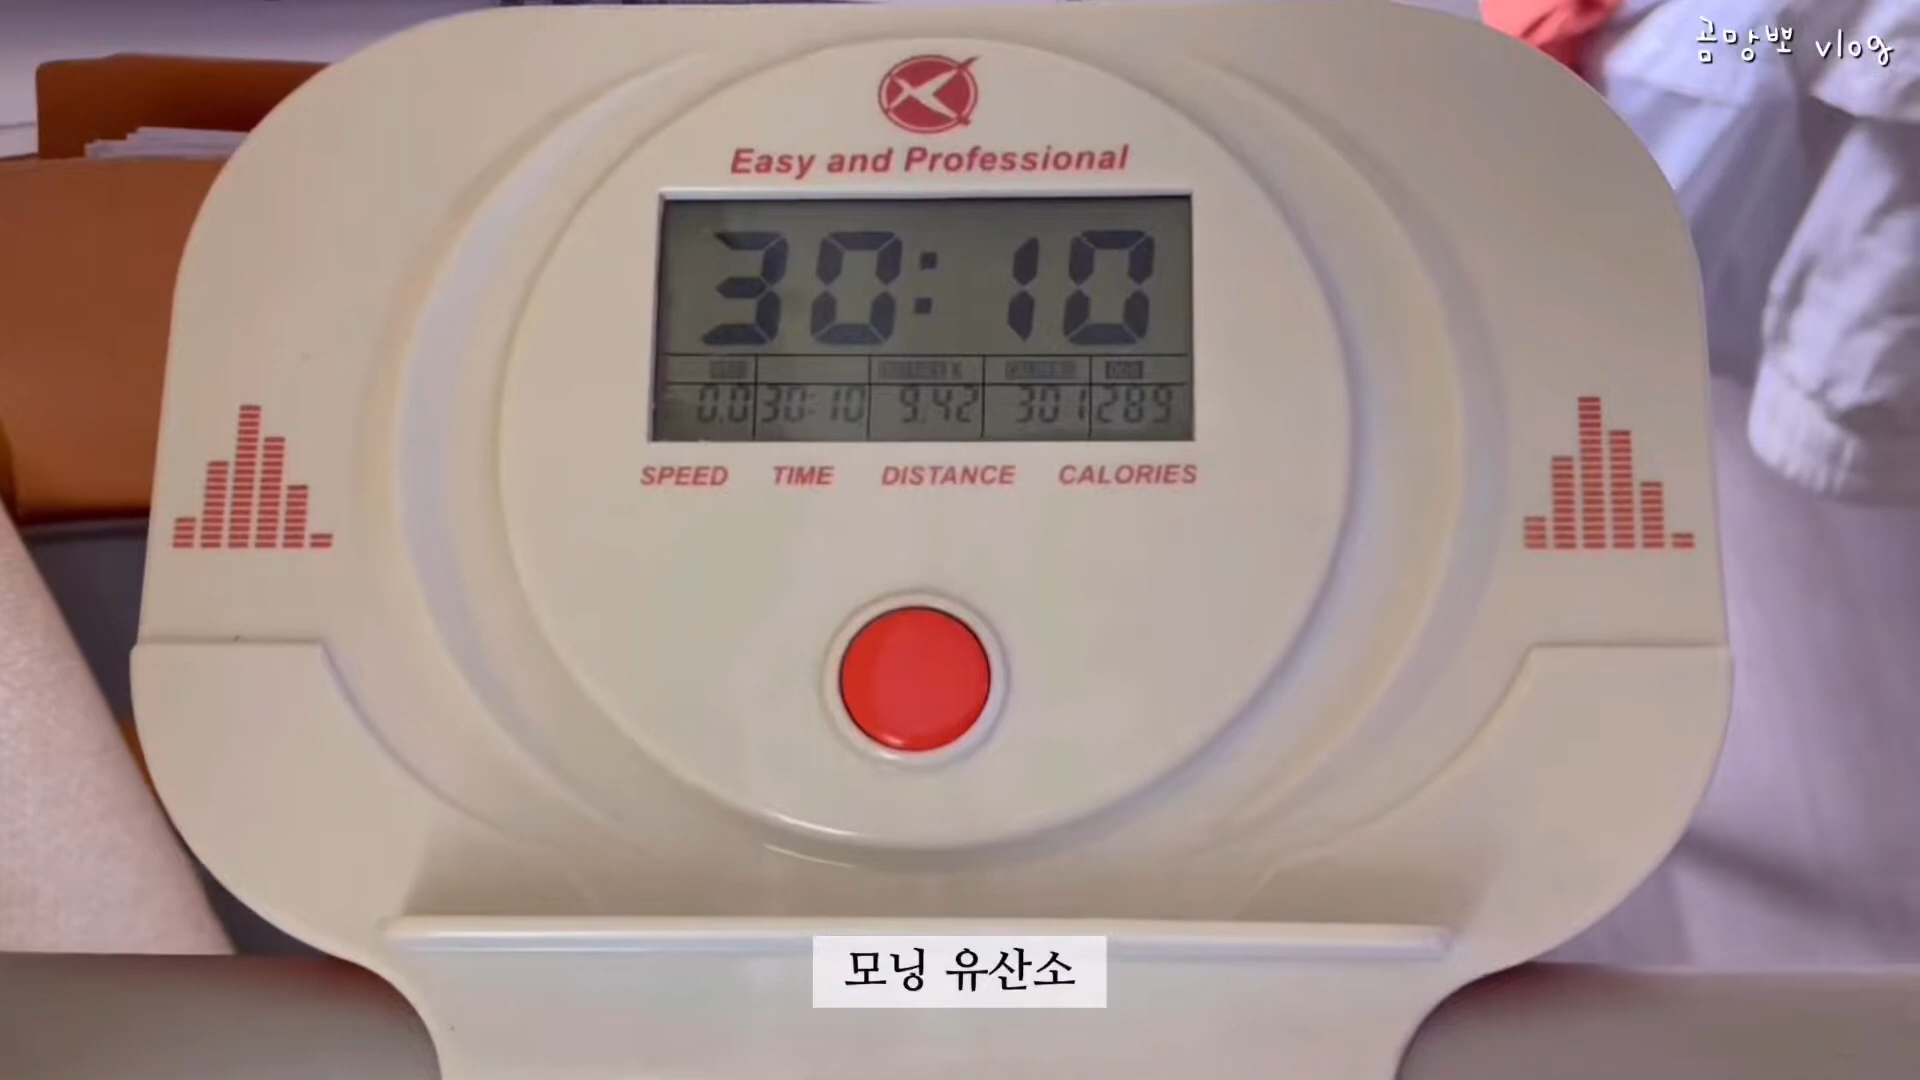 곰망뽀 vlog
Easy and Professional
30:10
0.0 30:10 9.42 301 289
SPEED TIME DISTANCE CALORIES
모닝 유산소